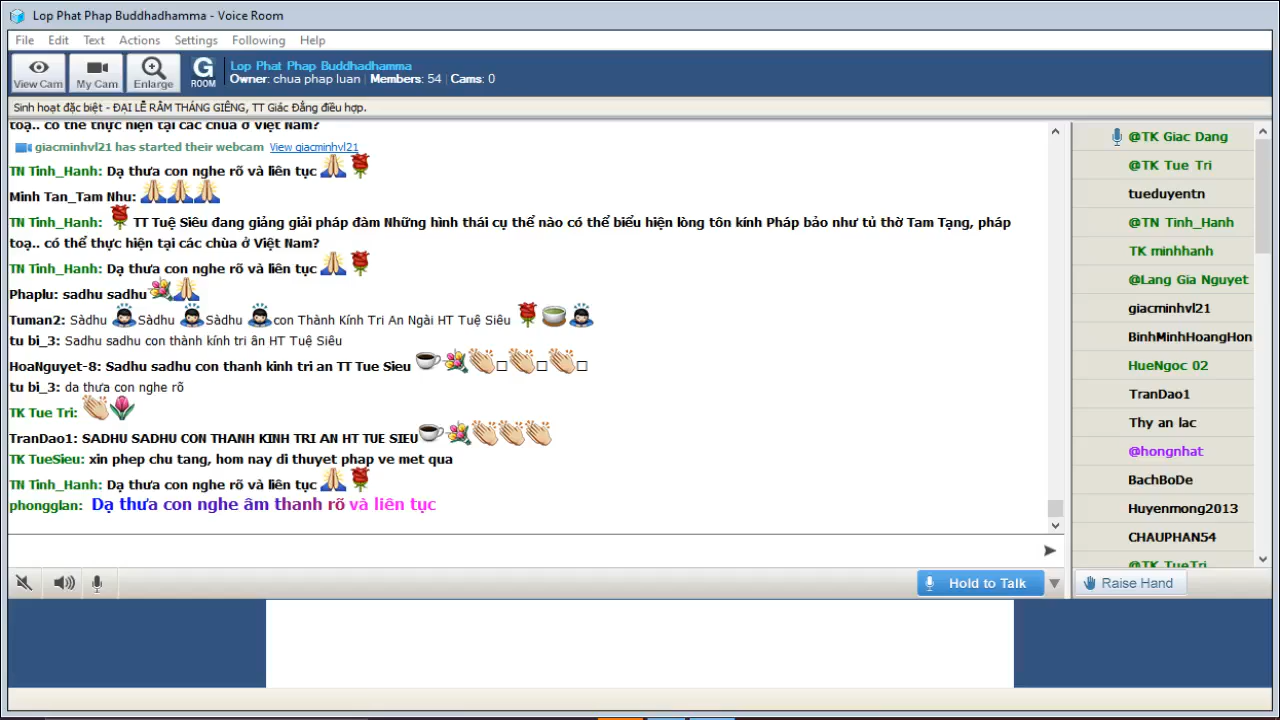 Lop Phat Phap Buddhadhamma - Voice Room
File Edit Text Actions Settings Following Help
View Cam My Cam Enlarge G ROOM
Lop Phat Phap Buddhadhamma
Owner: chua phap luan | Members: 54 | Cams: 0
Sinh hoạt đặc biệt - ĐẠI LỄ RẰM THÁNG GIÊNG, TT Giác Đẳng điều hợp.
toạ.. có thể thực hiện tại các chùa ở Việt Nam?
giacminhvl21 has started their webcam View giacminhvl21
TN Tinh_Hanh: Dạ thưa con nghe rõ và liên tục
Minh Tan_Tam Nhu:
TN Tinh_Hanh: TT Tuệ Siêu đang giảng giải pháp đàm Những hình thái cụ thể nào có thể biểu hiện lòng tôn kính Pháp bảo như tủ thờ Tam Tạng, pháp
toạ.. có thể thực hiện tại các chùa ở Việt Nam?
TN Tinh_Hanh: Dạ thưa con nghe rõ và liên tục
Phaplu: sadhu sadhu
Tuman2: Sàdhu Sàdhu Sàdhu con Thành Kính Tri An Ngài HT Tuệ Siêu
tu bi_3: Sadhu sadhu con thành kính tri ân HT Tuệ Siêu
HoaNguyet-8: Sadhu sadhu con thanh kinh tri an TT Tue Sieu
tu bi_3: da thưa con nghe rõ
TK Tue Tri:
TranDao1: SADHU SADHU CON THANH KINH TRI AN HT TUE SIEU
TK TueSieu: xin phep chu tang, hom nay di thuyet phap ve met qua
TN Tinh_Hanh: Dạ thưa con nghe rõ và liên tục
phongglan: Dạ thưa con nghe âm thanh rõ và liên tục
Hold to Talk
@TK Giac Dang
@TK Tue Tri
tueduyentn
@TN Tinh_Hanh
TK minhhanh
@Lang Gia Nguyet
giacminhvl21
BinhMinhHoangHon
HueNgoc 02
TranDao1
Thy an lac
@hongnhat
BachBoDe
Huyenmong2013
CHAUPHAN54
@TK TueTri
Raise Hand